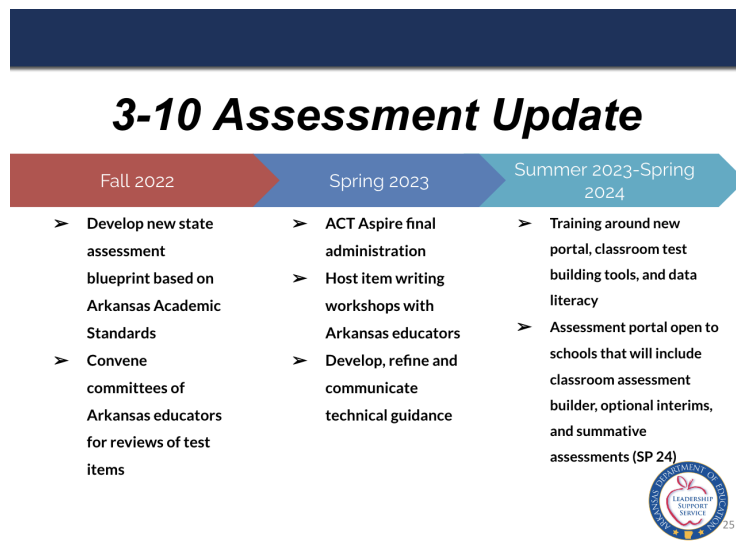 3-10 Assessment Update
Fall 2022
Spring 2023
Summer 2023-Spring
2024
➢ Develop new state
assessment
blueprint based on
Arkansas Academic
Standards
➢ Convene
committees of
Arkansas educators
for reviews of test
items
➢ ACT Aspire final
administration
➢ Host item writing
workshops with
Arkansas educators
➢ Develop, refine and
communicate
technical guidance
➢ Training around new
portal, classroom test
building tools, and data
literacy
➢ Assessment portal open to
schools that will include
classroom assessment
builder, optional interims,
and summative
assessments (SP 24)
ARKANSAS DEPARTMENT OF EDUCATION
LEADERSHIP
SUPPORT
SERVICE
25